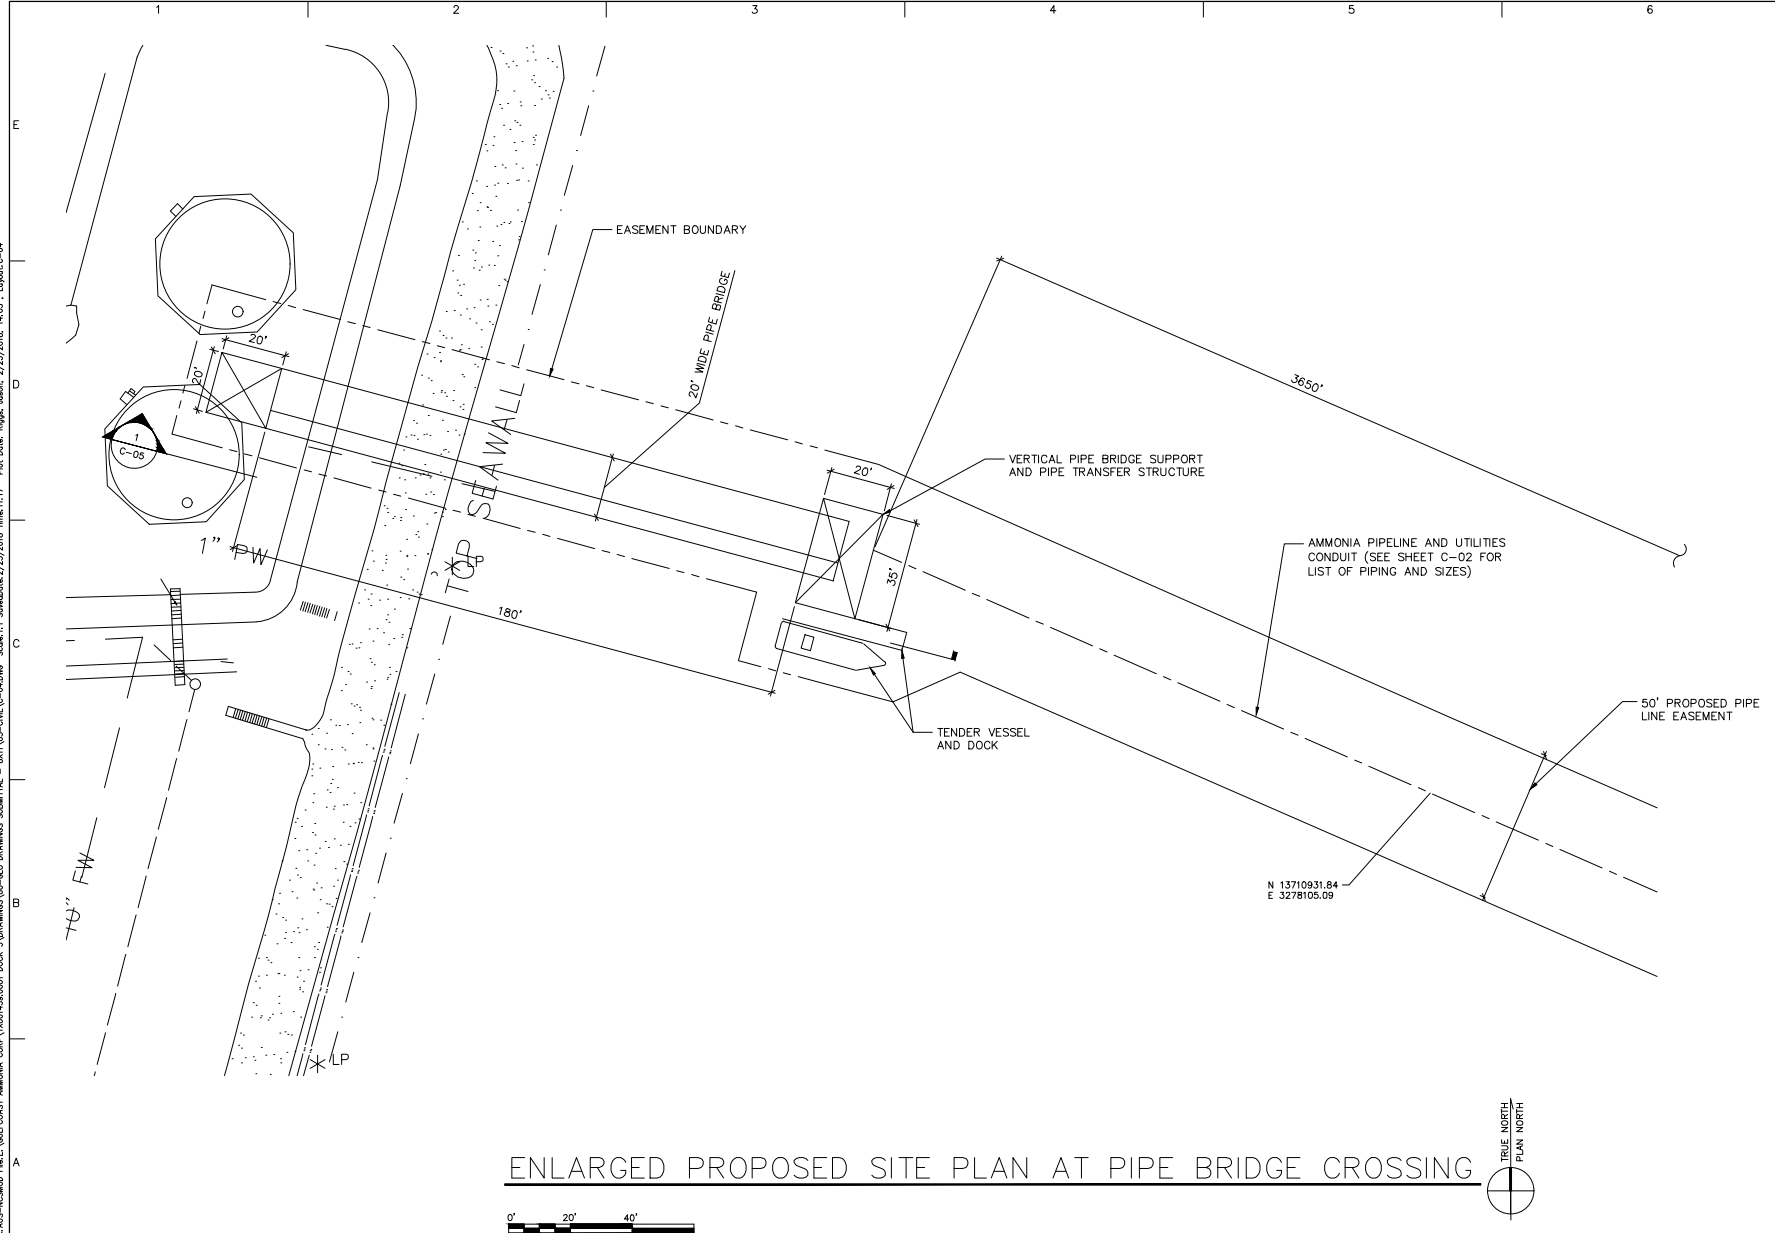 1
2
3
4
5
6
E
D
C
B
A
EASEMENT BOUNDARY
20' WIDE PIPE BRIDGE
3650'
20'
20'
1
C-05
SEAWALL
TOP
VERTICAL PIPE BRIDGE SUPPORT
AND PIPE TRANSFER STRUCTURE
20'
35'
AMMONIA PIPELINE AND UTILITIES
CONDUIT (SEE SHEET C-02 FOR
LIST OF PIPING AND SIZES)
1" PW
LP
180'
TENDER VESSEL
AND DOCK
50' PROPOSED PIPE
LINE EASEMENT
N 13710931.84
E 3278105.09
10" FW
LP
TRUE NORTH
PLAN NORTH
ENLARGED PROPOSED SITE PLAN AT PIPE BRIDGE CROSSING
0'
20'
40'